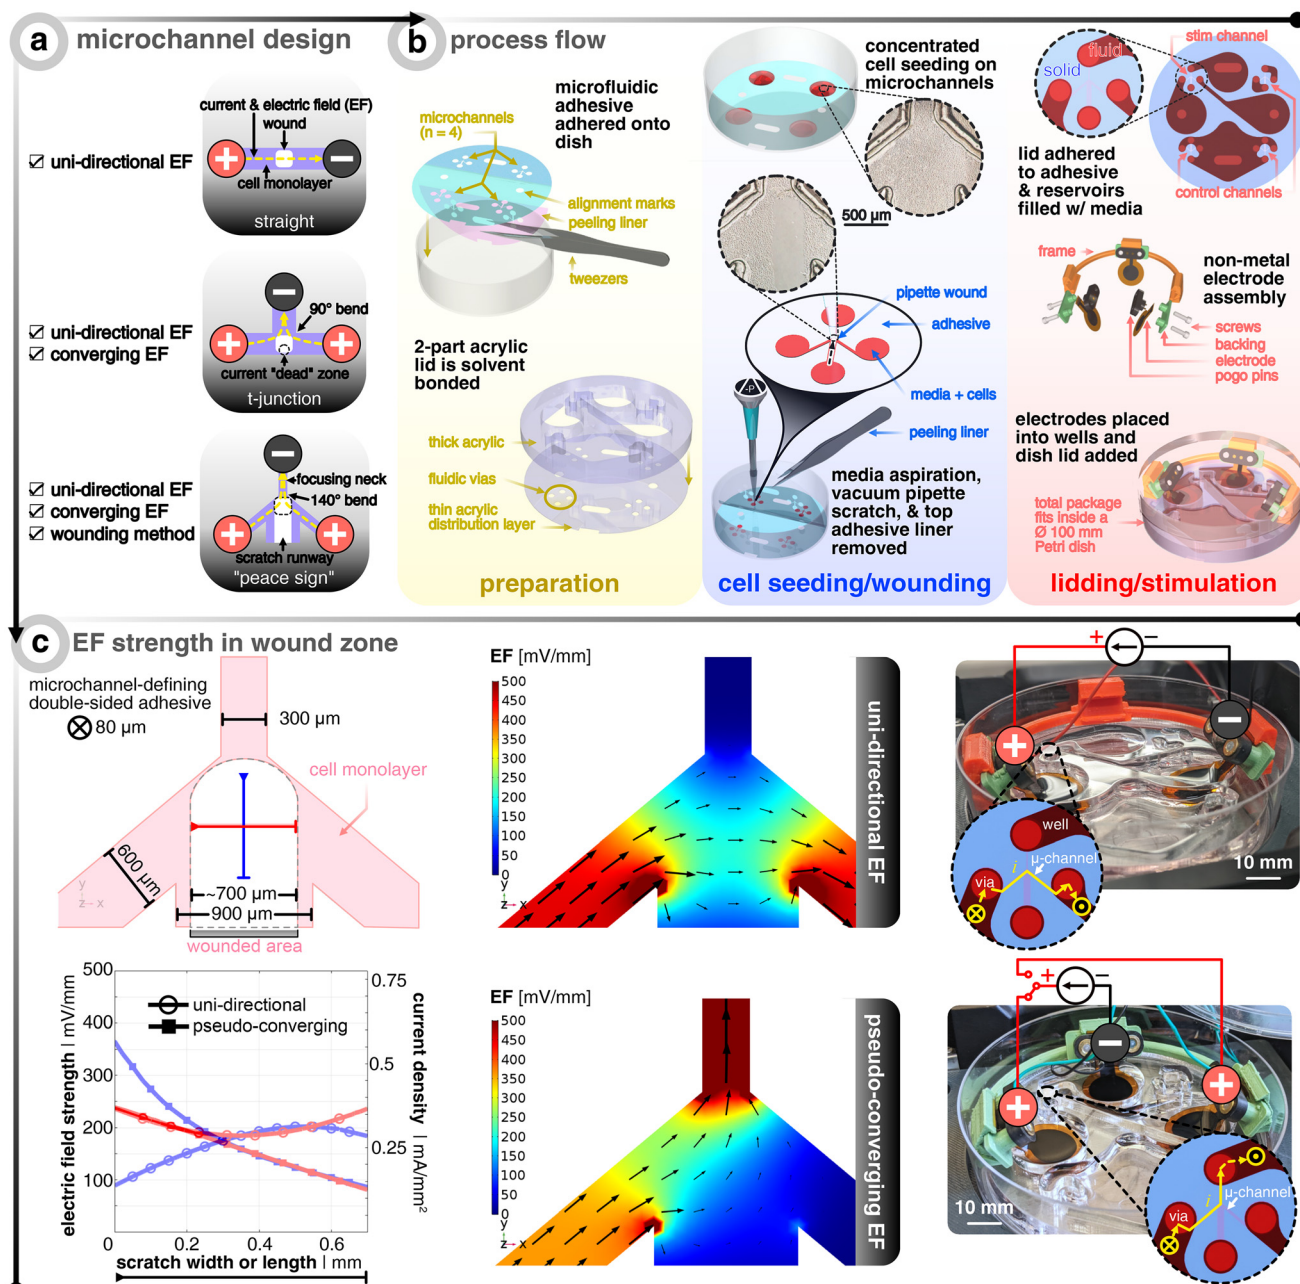 a microchannel design
uni-directional EF
current & electric field (EF)
wound
+
−
cell monolayer
straight
uni-directional EF
converging EF
−
90° bend
+
+
current "dead" zone
t-junction
uni-directional EF
converging EF
wounding method
−
focusing neck
140° bend
+
+
scratch runway
"peace sign"
b process flow
microfluidic
adhesive
adhered onto
dish
microchannels
(n = 4)
alignment marks
peeling liner
tweezers
2-part acrylic
lid is solvent
bonded
thick acrylic
fluidic vias
thin acrylic
distribution layer
preparation
concentrated
cell seeding on
microchannels
500 µm
pipette wound
adhesive
media + cells
-P
peeling liner
media aspiration,
vacuum pipette
scratch, & top
adhesive liner
removed
cell seeding/wounding
stim channel
fluid
solid
lid adhered
to adhesive
& reservoirs
filled w/ media
control channels
frame
non-metal
electrode
assembly
screws
backing
electrode
pogo pins
electrodes placed
into wells and
dish lid added
total package
fits inside a
Ø 100 mm
Petri dish
lidding/stimulation
c EF strength in wound zone
microchannel-defining
double-sided adhesive
80 µm
300 µm
cell monolayer
600 µm
y
z x
~700 µm
900 µm
wounded area
500
400
300
200
100
electric field strength | mV/mm
uni-directional
pseudo-converging
0.75
0.5
0.25
current density | mA/mm²
0
0.2
0.4
0.6
scratch width or length | mm
EF [mV/mm]
500
450
400
350
300
250
200
150
100
50
0
y
z x
uni-directional EF
EF [mV/mm]
500
450
400
350
300
250
200
150
100
50
0
y
z x
pseudo-converging EF
+
−
+
−
well
µ-channel
i
via
10 mm
+
−
−
+
+
10 mm
µ-channel
i
via